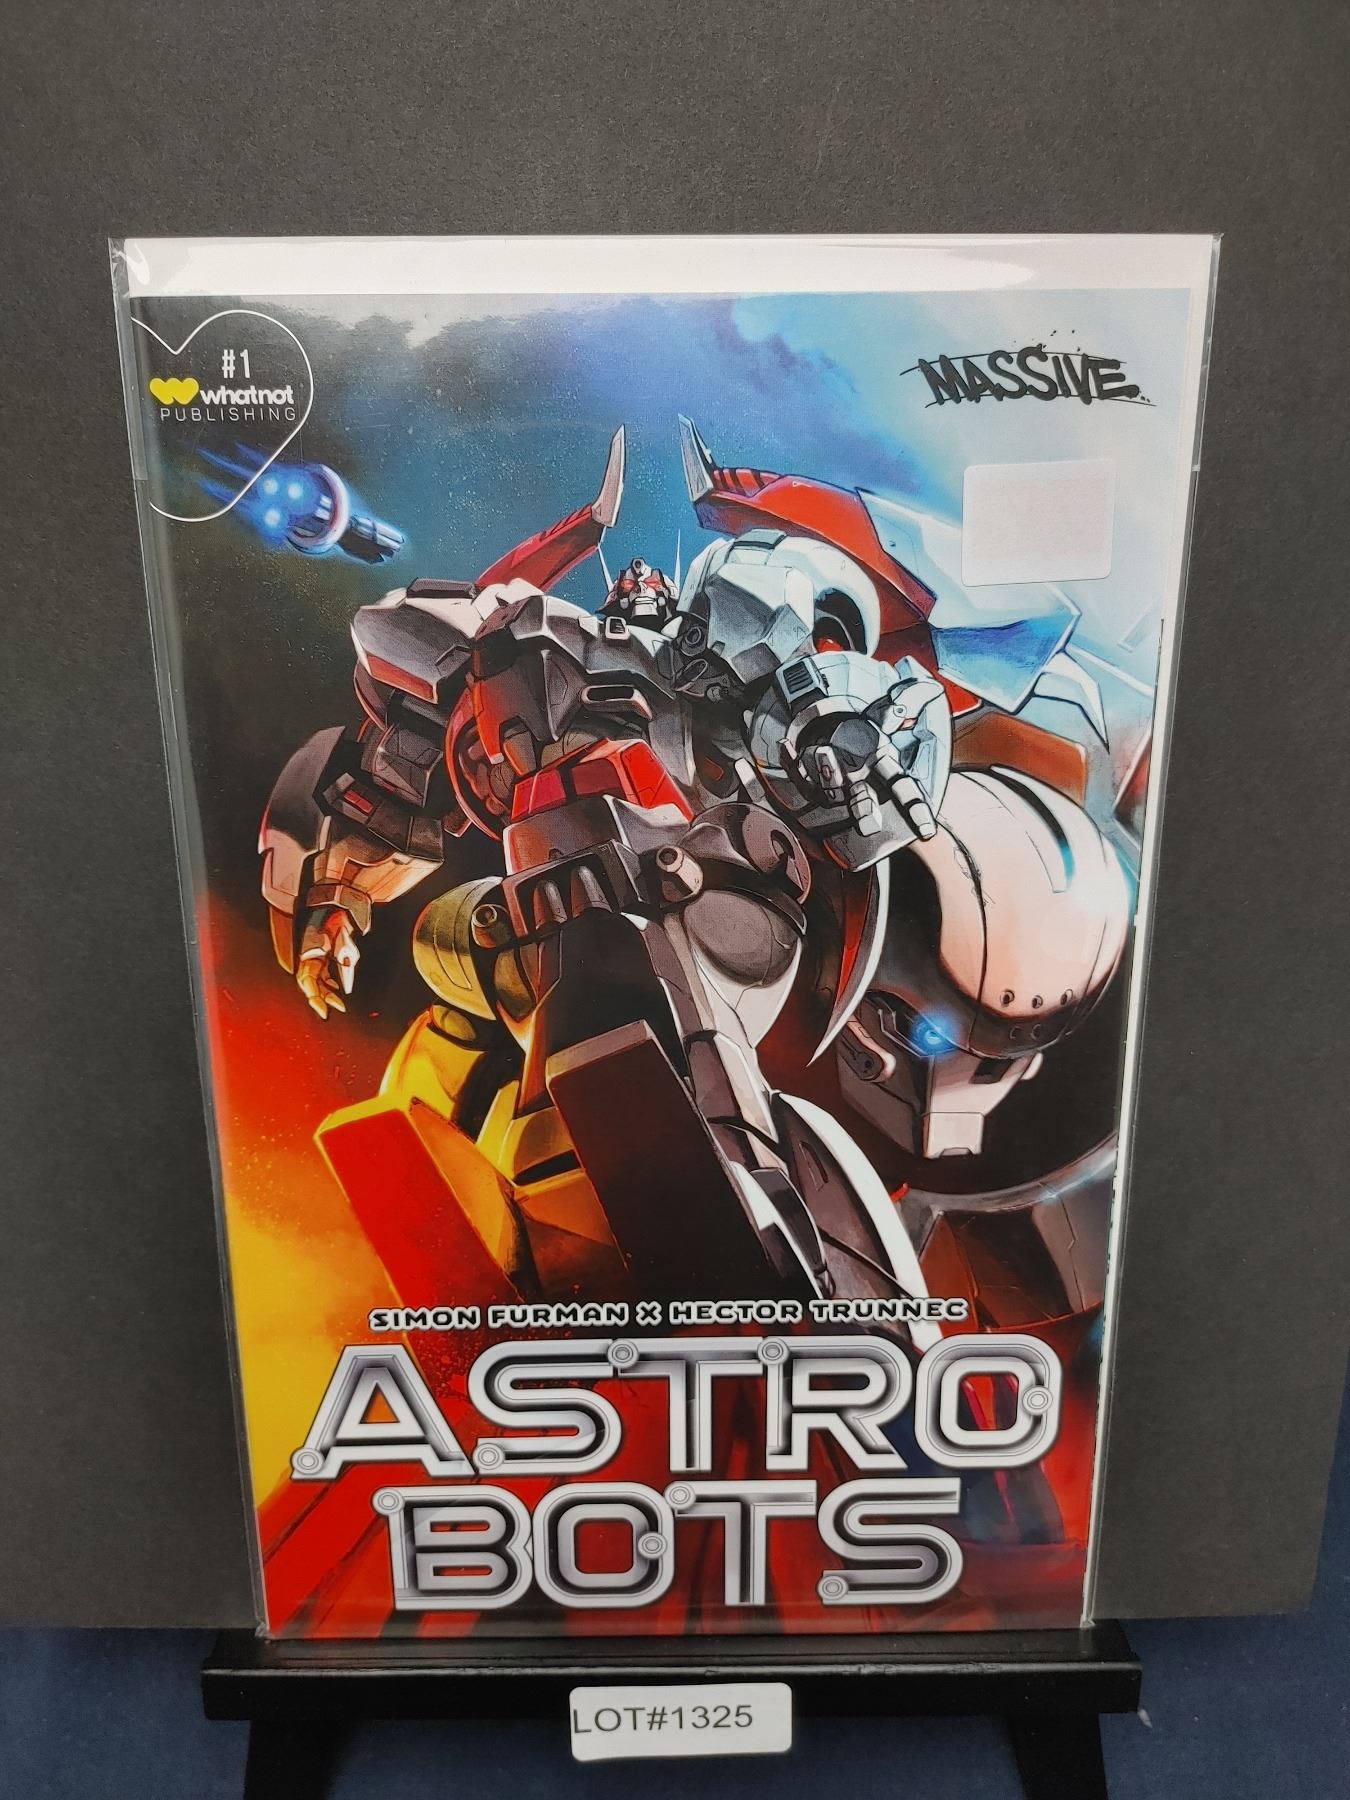 #1
whatnot
PUBLISHING
MASSIVE
SIMON FURMAN X HECTOR TRUNNEC
ASTRO
BOTS
LOT#1325